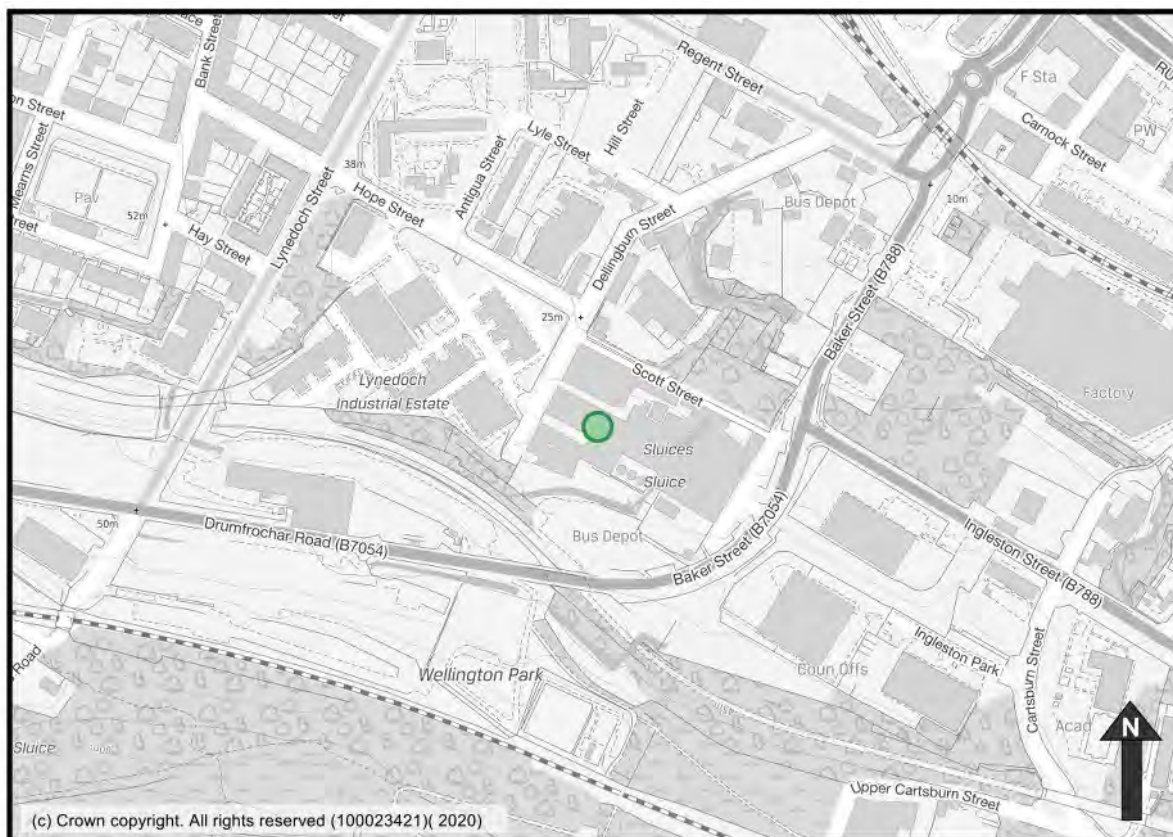 Bank Street
Regent Street
F Sta
Carnock Street
PW
Hill Street
Lyle Street
Mearns Street
Pav
52m
38m
Antigua Street
Hope Street
Lynedoch Street
Hay Street
Bus Depot
10m
Dellingburn Street
25m
Baker Street (B788)
Scott Street
Lynedoch
Industrial Estate
Factory
Sluices
Sluice
50m
Drumfrochar Road (B7054)
Bus Depot
Baker Street (B7054)
Ingleston Street (B788)
Ingleston Park
Coun Offs
Cartsburn Street
Wellington Park
Road
Sluice
Acad
N
Upper Cartsburn Street
(c) Crown copyright. All rights reserved (100023421)( 2020)